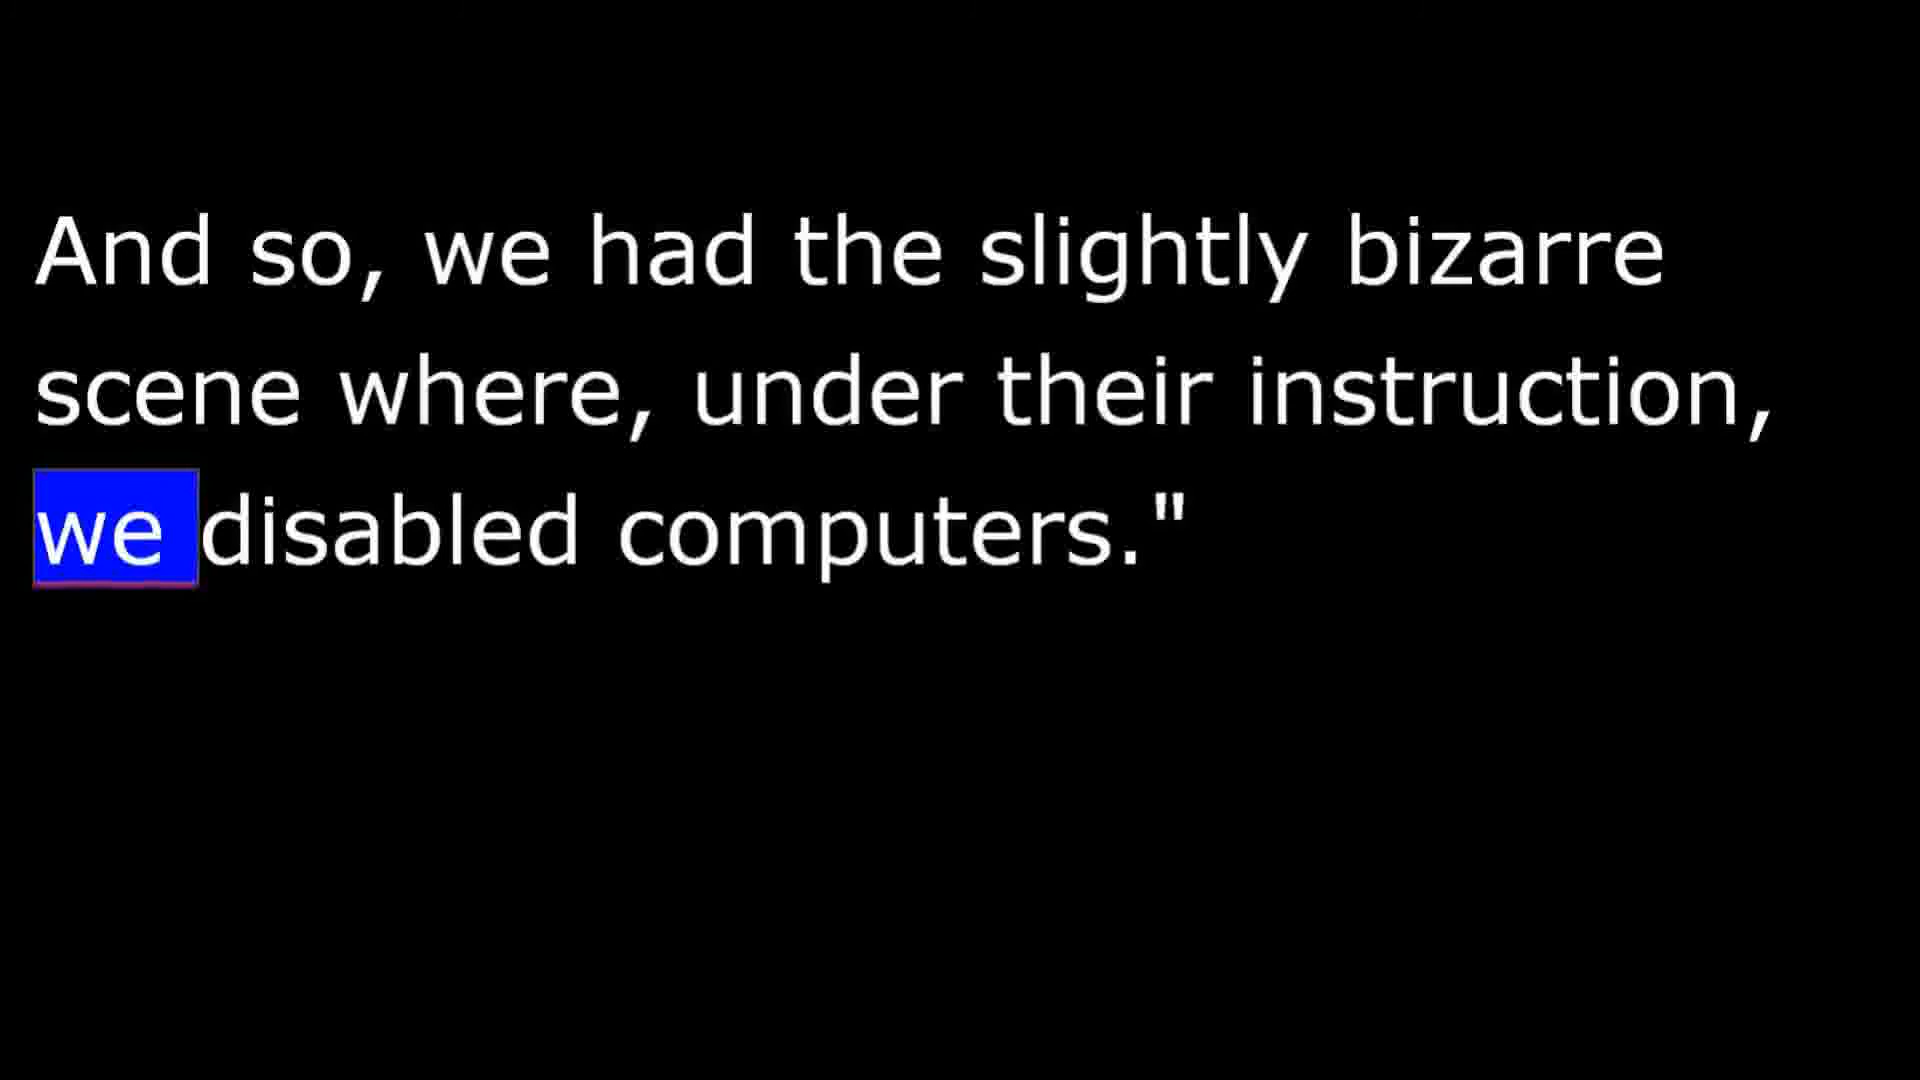 And so, we had the slightly bizarre
scene where, under their instruction,
we disabled computers."